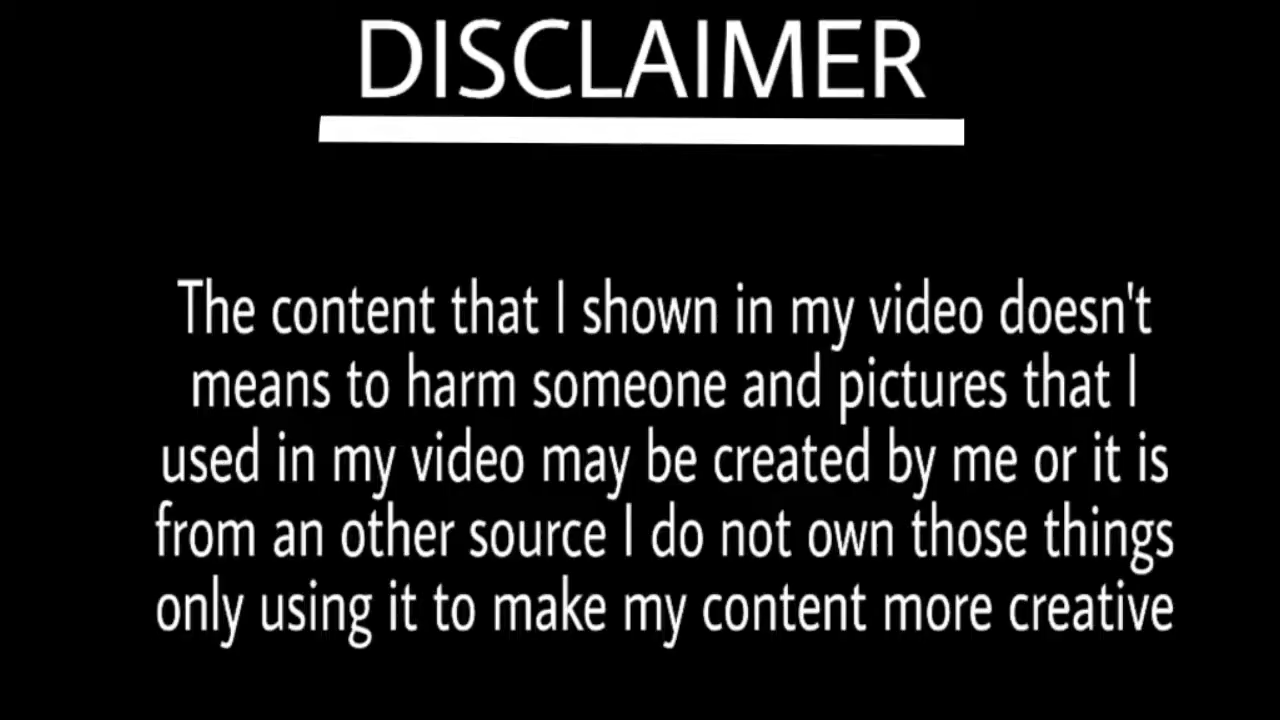 DISCLAIMER
The content that I shown in my video doesn't
means to harm someone and pictures that I
used in my video may be created by me or it is
from an other source I do not own those things
only using it to make my content more creative